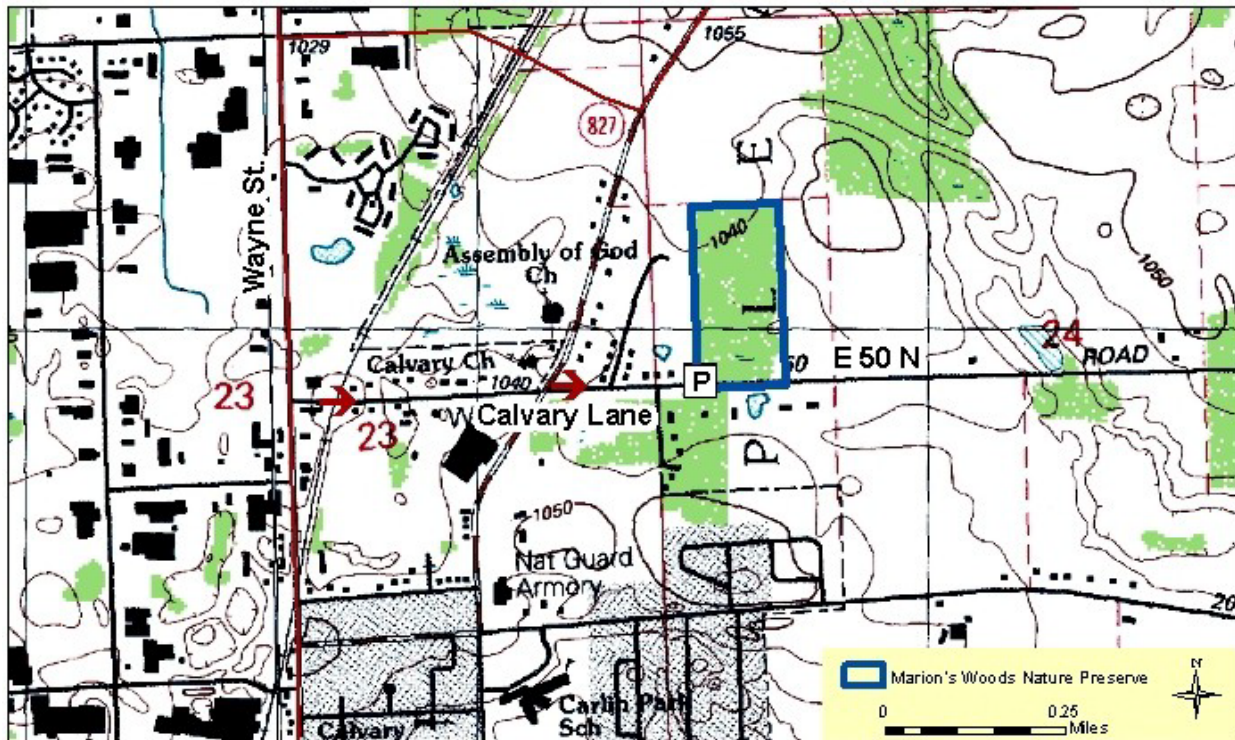 1029
1055
827
Wayne St.
E
1040
Assembly of God
Ch
L
1050
24
Calvary Ch
1040
50
E 50 N
ROAD
23
P
Calvary Lane
23
P
1050
Nat Guard
Armory
Carlin Park
Sch
Calvary
Marion's Woods Nature Preserve
N
0
0.25
Miles